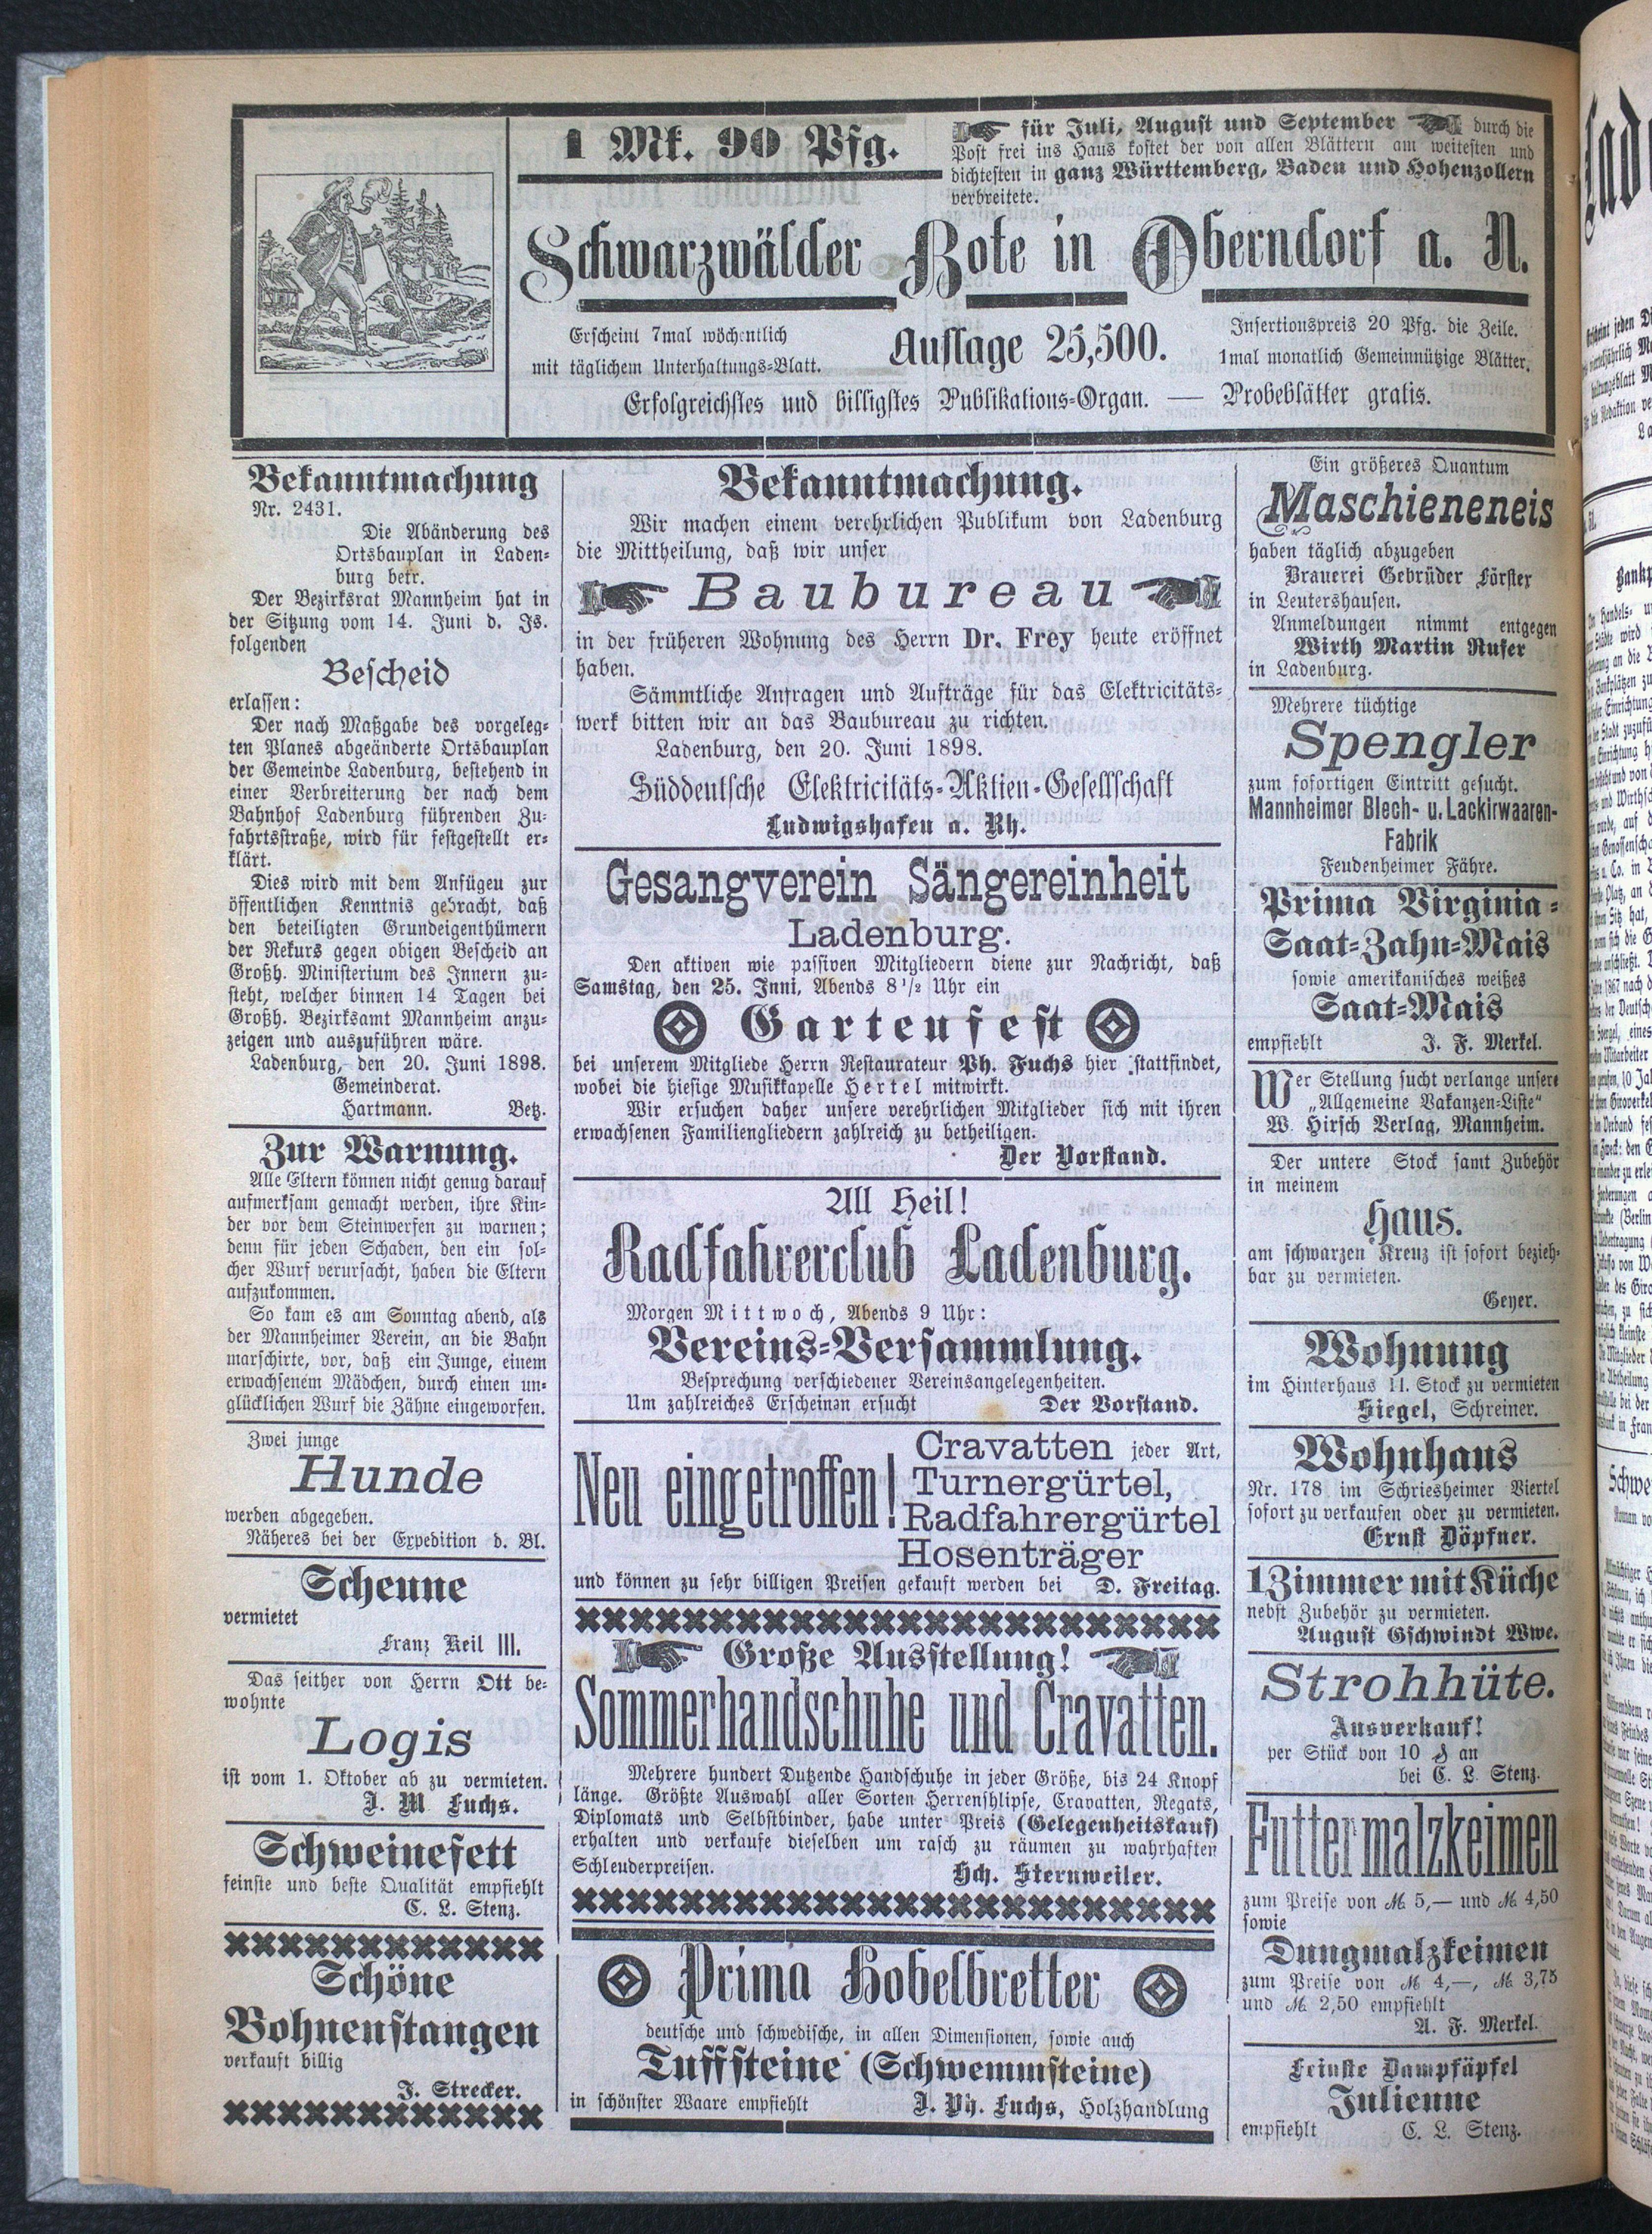 1 Mk. 90 Pfg.
für Juli, August und September durch die
Post frei ins Haus kostet der von allen Blättern am weitesten und
dichtesten in ganz Württemberg, Baden und Hohenzollern
verbreitete.
Schwarzwälder Bote in Oberndorf a. N.
Erscheint 7mal wöchentlich
mit täglichem Unterhaltungs-Blatt.
Auflage 25,500.
Insertionspreis 20 Pfg. die Zeile.
1mal monatlich Gemeinnützige Blätter.
Erfolgreichstes und billigstes Publikations-Organ. — Probeblätter gratis.
Bekanntmachung
Nr. 2431.
Die Abänderung des
Ortsbauplan in Laden-
burg betr.
Der Bezirksrat Mannheim hat in
der Sitzung vom 14. Juni d. Js.
folgenden
Bescheid
erlassen:
Der nach Maßgabe des vorgeleg-
ten Planes abgeänderte Ortsbauplan
der Gemeinde Ladenburg, bestehend in
einer Verbreiterung der nach dem
Bahnhof Ladenburg führenden Zu-
fahrtsstraße, wird für festgestellt er-
klärt.
Dies wird mit dem Anfügen zur
öffentlichen Kenntnis gebracht, daß
den beteiligten Grundeigenthümern
der Rekurs gegen obigen Bescheid an
Großh. Ministerium des Innern zu-
steht, welcher binnen 14 Tagen bei
Großh. Bezirksamt Mannheim anzu-
zeigen und auszuführen wäre.
Ladenburg, den 20. Juni 1898.
Gemeinderat.
Hartmann. Betz.
Zur Warnung.
Alle Eltern können nicht genug darauf
aufmerksam gemacht werden, ihre Kin-
der vor dem Steinwerfen zu warnen;
denn für jeden Schaden, den ein sol-
cher Wurf verursacht, haben die Eltern
aufzukommen.
So kam es am Sonntag abend, als
der Mannheimer Verein, an die Bahn
marschirte, vor, daß ein Junge, einem
erwachsenem Mädchen, durch einen un-
glücklichen Wurf die Zähne eingeworfen.
Zwei junge
Hunde
werden abgegeben.
Näheres bei der Expedition d. Bl.
Scheune
vermietet
Franz Keil III.
Das seither von Herrn Ott be-
wohnte
Logis
ist vom 1. Oktober ab zu vermieten.
J. M Fuchs.
Schweinefett
feinste und beste Qualität empfiehlt
C. L. Stenz.
Schöne
Bohnenstangen
verkauft billig
J. Strecker.
Bekanntmachung.
Wir machen einem verehrlichen Publikum von Ladenburg
die Mittheilung, daß wir unser
Baubureau
in der früheren Wohnung des Herrn Dr. Frey heute eröffnet
haben.
Sämmtliche Anfragen und Aufträge für das Elektricitäts-
werk bitten wir an das Baubureau zu richten.
Ladenburg, den 20. Juni 1898.
Süddeutsche Elektricitäts-Aktien-Gesellschaft
Ludwigshafen a. Rh.
Gesangverein Sängereinheit
Ladenburg.
Den aktiven wie passiven Mitgliedern diene zur Nachricht, daß
Samstag, den 25. Juni, Abends 8 1/2 Uhr ein
Gartenfest
bei unserem Mitgliede Herrn Restaurateur Ph. Fuchs hier stattfindet,
wobei die hiesige Musikkapelle Hertel mitwirkt.
Wir ersuchen daher unsere verehrlichen Mitglieder sich mit ihren
erwachsenen Familiengliedern zahlreich zu betheiligen.
Der Vorstand.
All Heil!
Radfahrerclub Ladenburg.
Morgen Mittwoch, Abends 9 Uhr:
Vereins-Versammlung.
Besprechung verschiedener Vereinsangelegenheiten.
Um zahlreiches Erscheinen ersucht Der Vorstand.
Neu eingetroffen!
Cravatten jeder Art,
Turnergürtel,
Radfahrergürtel
Hosenträger
und können zu sehr billigen Preisen gekauft werden bei D. Freitag.
Große Ausstellung!
Sommerhandschuhe und Cravatten.
Mehrere hundert Dutzende Handschuhe in jeder Größe, bis 24 Knopf
länge. Größte Auswahl aller Sorten Herrenshlipse, Cravatten, Regats,
Diplomats und Selbstbinder, habe unter Preis (Gelegenheitskauf)
erhalten und verkaufe dieselben um rasch zu räumen zu wahrhaften
Schleuderpreisen. Hch. Sternweiler.
Prima Hobelbretter
deutsche und schwedische, in allen Dimensionen, sowie auch
Tuffsteine (Schwemmsteine)
in schönster Waare empfiehlt J. Ph. Fuchs, Holzhandlung
Ein größeres Quantum
Maschieneneis
haben täglich abzugeben
Brauerei Gebrüder Förster
in Leutershausen.
Anmeldungen nimmt entgegen
Wirth Martin Rufer
in Ladenburg.
Mehrere tüchtige
Spengler
zum sofortigen Eintritt gesucht.
Mannheimer Blech- u. Lackirwaaren-
Fabrik
Feudenheimer Fähre.
Prima Virginia-
Saat-Zahn-Mais
sowie amerikanisches weißes
Saat-Mais
empfiehlt J. F. Merkel.
Wer Stellung sucht verlange unsere
„Allgemeine Vakanzen-Liste“
W. Hirsch Verlag, Mannheim.
Der untere Stock samt Zubehör
in meinem
Haus.
am schwarzen Kreuz ist sofort bezieh-
bar zu vermieten.
Geyer.
Wohnung
im Hinterhaus II. Stock zu vermieten
Siegel, Schreiner.
Wohnhaus
Nr. 178 im Schriesheimer Viertel
sofort zu verkaufen oder zu vermieten.
Ernst Döpfner.
1 Zimmer mit Küche
nebst Zubehör zu vermieten.
August Gschwindt Wwe.
Strohhüte.
Ausverkauf!
per Stück von 10 ₰ an
bei C. L. Stenz.
Futtermalzkeimen
zum Preise von M. 5,— und M. 4,50
sowie
Dungmalzkeimen
zum Preise von M. 4,—, M. 3,75
und M. 2,50 empfiehlt
A. F. Merkel.
Feinste Dampfäpfel
Julienne
empfiehlt C. L. Stenz.